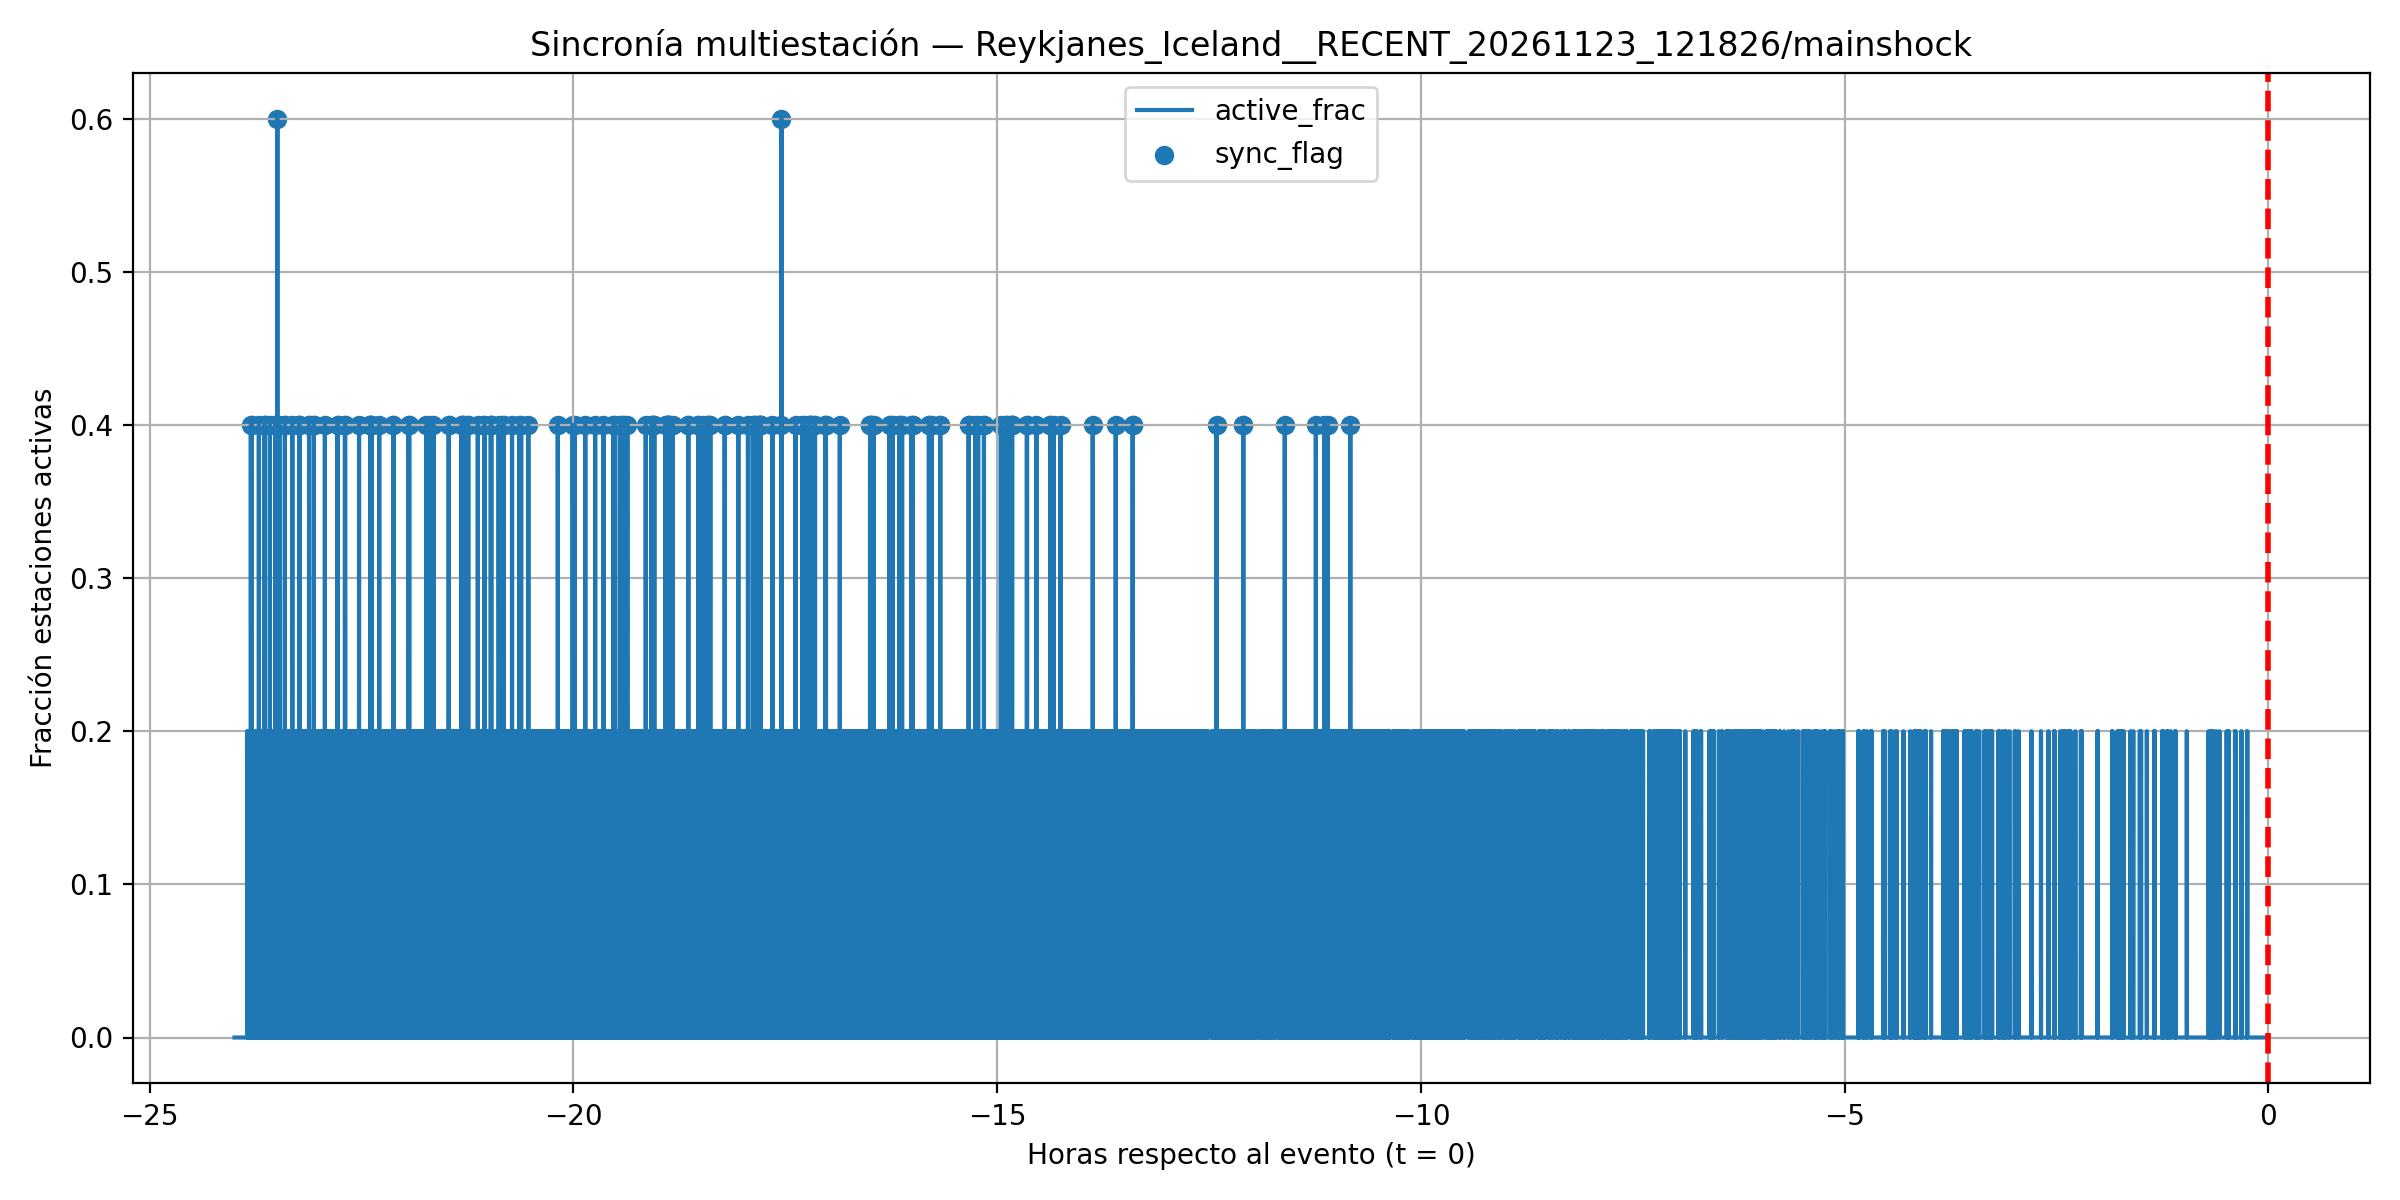 Sincronía multiestación — Reykjanes_Iceland__RECENT_20261123_121826/mainshock
active_frac
sync_flag
Fracción estaciones activas
0.6
0.5
0.4
0.3
0.2
0.1
0.0
−25
−20
−15
−10
−5
0
Horas respecto al evento (t = 0)